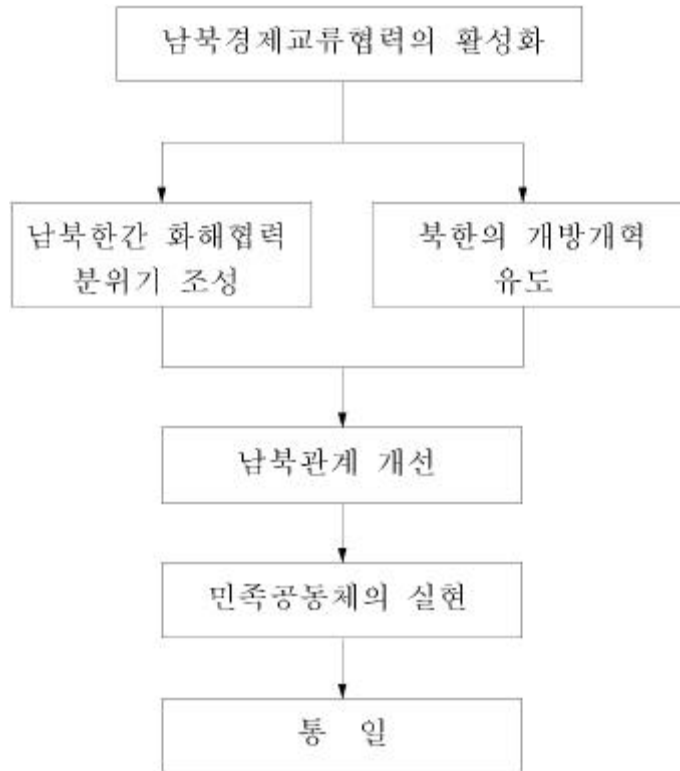 남북경제교류협력의 활성화
남북한간 화해협력
분위기 조성
북한의 개방개혁
유도
남북관계 개선
민족공동체의 실현
통 일